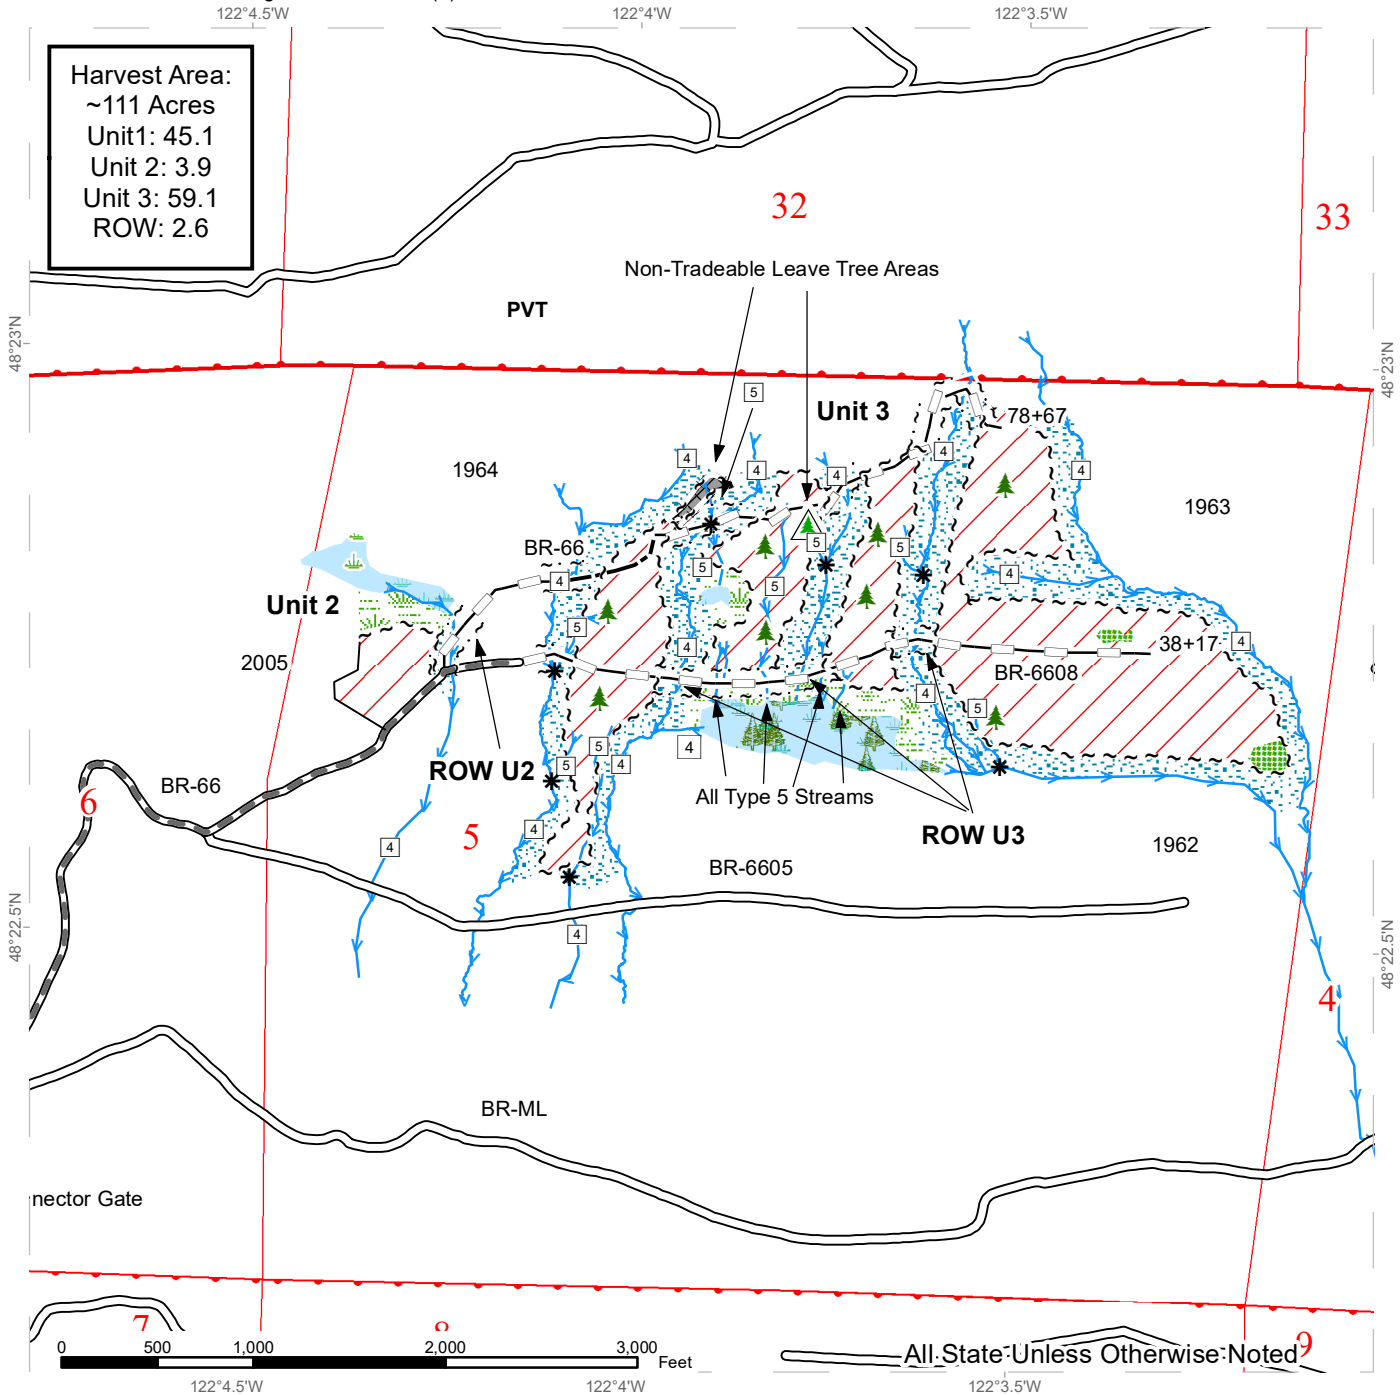 122°4.5'W
122°4'W
122°3.5'W
Harvest Area:
~111 Acres
Unit1: 45.1
Unit 2: 3.9
Unit 3: 59.1
ROW: 2.6
32
33
Non-Tradeable Leave Tree Areas
PVT
48°23'N
48°23'N
5
Unit 3
78+67
4
4
4
4
4
1964
1963
BR-66
5
5
4
5
5
4
Unit 2
5
4
4
38+17
2005
BR-6608
4
5
4
5
4
5
ROW U2
BR-66
6
All Type 5 Streams
4
5
ROW U3
4
1962
BR-6605
48°22.5'N
4
48°22.5'N
4
BR-ML
nector Gate
7
8
9
0
500
1,000
2,000
3,000
Feet
All State Unless Otherwise Noted
122°4.5'W
122°4'W
122°3.5'W